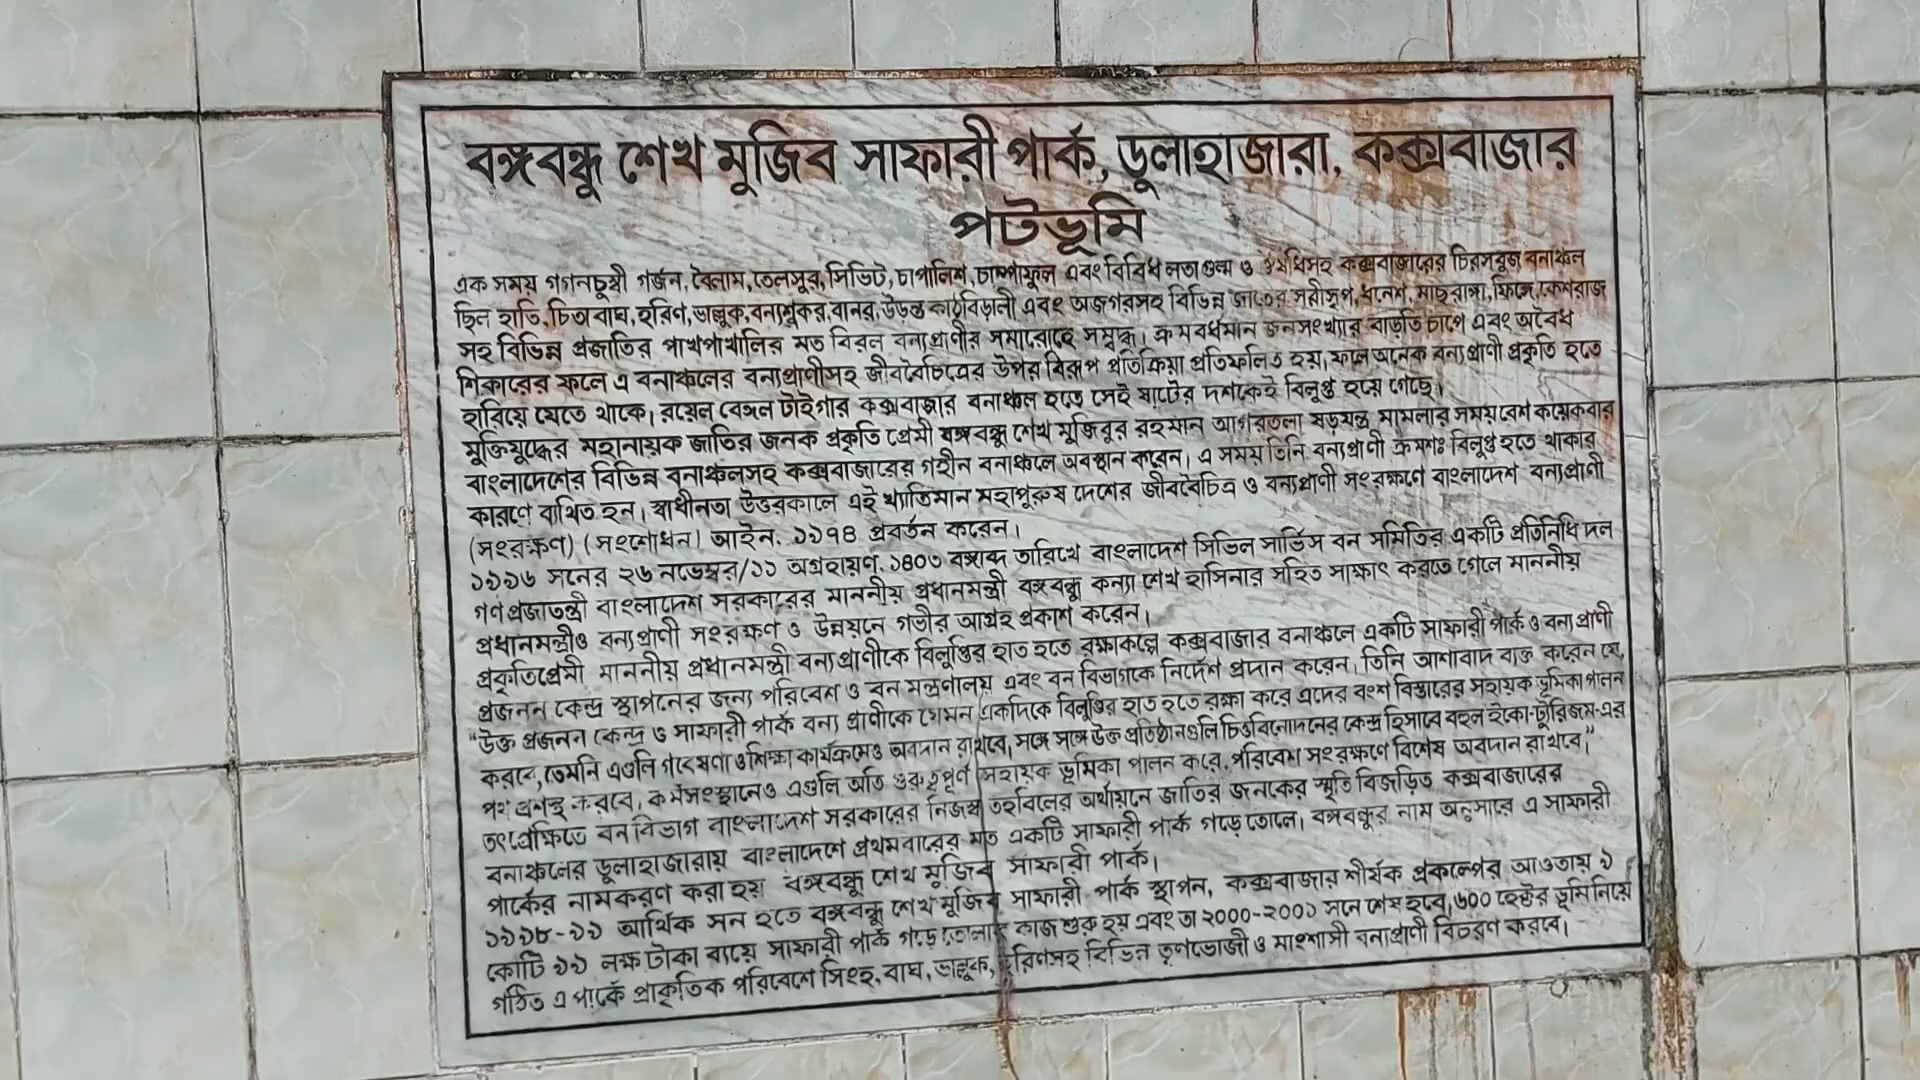 বঙ্গবন্ধু শেখ মুজিব সাফারী পার্ক, ডুলাহাজারা, কক্সবাজার
পটভূমি
এক সময় গগনচুম্বী গর্জন, বৈলাম, তেলসুর, সিভিট, চাপালিশ, চাম্পাফুল এবং বিবিধ লতা গুল্ম ও ঔষধিসহ কক্সবাজারের চিরসবুজ বনাঞ্চল
ছিল হাতি, চিতাবাঘ, হরিণ, ভাল্লুক, বন্যশুকর, বানর, উড়ন্ত কাঠবিড়ালী এবং অজগরসহ বিভিন্ন জাতের সরীসৃপ, ধনেশ, মাছরাঙ্গা, ফিঙ্গে, কেশরাজ
সহ বিভিন্ন প্রজাতির পাখপাখালির মত বিরল বন্যপ্রাণীর সমারোহে সমৃদ্ধ। ক্রমবর্ধমান জনসংখ্যার বাড়তি চাপে এবং অবৈধ
শিকারের ফলে এ বনাঞ্চলের বন্যপ্রাণীসহ জীববৈচিত্রের উপর বিরূপ প্রতিক্রিয়া প্রতিফলিত হয়, ফলে অনেক বন্যপ্রাণী প্রকৃতি হতে
হারিয়ে যেতে থাকে। রয়েল বেঙ্গল টাইগার কক্সবাজার বনাঞ্চল হতে সেই ষাটের দশকেই বিলুপ্ত হয়ে গেছে।
মুক্তিযুদ্ধের মহানায়ক জাতির জনক প্রকৃতি প্রেমী বঙ্গবন্ধু শেখ মুজিবুর রহমান আগরতলা ষড়যন্ত্র মামলার সময় বেশ কয়েকবার
বাংলাদেশের বিভিন্ন বনাঞ্চলসহ কক্সবাজারের গহীন বনাঞ্চলে অবস্থান করেন। এ সময় তিনি বন্যপ্রাণী ক্রমশঃ বিলুপ্ত হতে থাকার
কারণে ব্যথিত হন। স্বাধীনতা উত্তরকালে এই খ্যাতিমান মহাপুরুষ দেশের জীববৈচিত্র ও বন্যপ্রাণী সংরক্ষণে বাংলাদেশ বন্যপ্রাণী
(সংরক্ষণ) (সংশোধন) আইন, ১৯৭৪ প্রবর্তন করেন।
১৯৯৬ সনের ২৬ নভেম্বর/১১ অগ্রহায়ণ, ১৪০৩ বঙ্গাব্দ তারিখে বাংলাদেশ সিভিল সার্ভিস বন সমিতির একটি প্রতিনিধি দল
গণপ্রজাতন্ত্রী বাংলাদেশ সরকারের মাননীয় প্রধানমন্ত্রী বঙ্গবন্ধু কন্যা শেখ হাসিনার সহিত সাক্ষাৎ করতে গেলে মাননীয়
প্রধানমন্ত্রীও বন্যপ্রাণী সংরক্ষণ ও উন্নয়নে গভীর আগ্রহ প্রকাশ করেন।
প্রকৃতিপ্রেমী মাননীয় প্রধানমন্ত্রী বন্যপ্রাণীকে বিলুপ্তির হাত হতে রক্ষাকল্পে কক্সবাজার বনাঞ্চলে একটি সাফারী পার্ক ও বন্য প্রাণী
প্রজনন কেন্দ্র স্থাপনের জন্য পরিবেশ ও বন মন্ত্রণালয় এবং বন বিভাগকে নির্দেশ প্রদান করেন, তিনি আশাবাদ ব্যক্ত করেন যে,
“উক্ত প্রজনন কেন্দ্র ও সাফারী পার্ক বন্য প্রাণীকে যেমন একদিকে বিলুপ্তির হাত হতে রক্ষা করে এদের বংশ বিস্তারের সহায়ক ভূমিকা পালন
করবে, তেমনি এগুলি গবেষণা ও শিক্ষা কার্যক্রমেও অবদান রাখবে, সঙ্গে সঙ্গে উক্ত প্রতিষ্ঠানগুলি চিত্তবিনোদনের কেন্দ্র হিসাবে বহুল ইকো-ট্যুরিজম-এর
পথ প্রশস্থ করবে। কর্মসংস্থানেও এগুলি অতি গুরুত্বপূর্ণ সহায়ক ভূমিকা পালন করে, পরিবেশ সংরক্ষণে বিশেষ অবদান রাখবে।”
তৎপ্রেক্ষিতে বনবিভাগ বাংলাদেশ সরকারের নিজস্ব তহবিলের অর্থায়নে জাতির জনকের স্মৃতি বিজড়িত কক্সবাজারের
বনাঞ্চলের ডুলাহাজারায় বাংলাদেশে প্রথমবারের মত একটি সাফারী পার্ক গড়ে তোলে। বঙ্গবন্ধুর নাম অনুসারে এ সাফারী
পার্কের নামকরণ করা হয় বঙ্গবন্ধু শেখ মুজিব সাফারী পার্ক।
১৯৯৮-৯৯ আর্থিক সন হতে বঙ্গবন্ধু শেখ মুজিব সাফারী পার্ক স্থাপন, কক্সবাজার শীর্ষক প্রকল্পের আওতায় ৯
কোটি ৯৯ লক্ষ টাকা ব্যয়ে সাফারী পার্ক গড়ে তোলার কাজ শুরু হয় এবং তা ২০০০-২০০১ সনে শেষ হবে, ৬০০ হেক্টর ভূমি নিয়ে
গঠিত এ পার্কে প্রাকৃতিক পরিবেশে সিংহ, বাঘ, ভাল্লুক, হরিণসহ বিভিন্ন তৃণভোজী ও মাংশাসী বন্যপ্রাণী বিচরণ করবে।